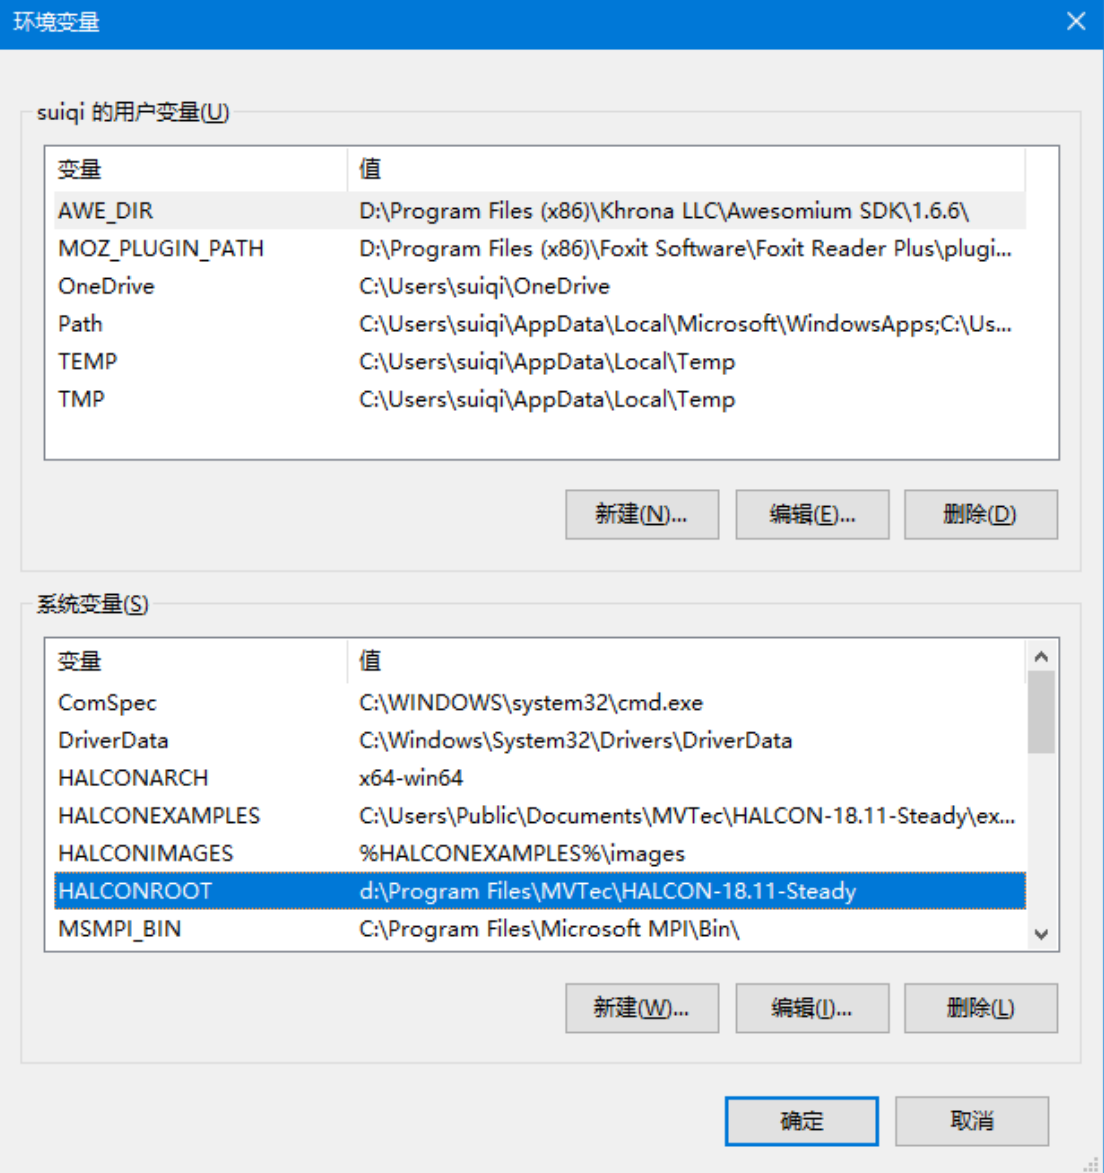 环境变量
suiqi 的用户变量(U)
变量 值
AWE_DIR D:\Program Files (x86)\Khrona LLC\Awesomium SDK\1.6.6\
MOZ_PLUGIN_PATH D:\Program Files (x86)\Foxit Software\Foxit Reader Plus\plugi...
OneDrive C:\Users\suiqi\OneDrive
Path C:\Users\suiqi\AppData\Local\Microsoft\WindowsApps;C:\Us...
TEMP C:\Users\suiqi\AppData\Local\Temp
TMP C:\Users\suiqi\AppData\Local\Temp
新建(N)... 编辑(E)... 删除(D)
系统变量(S)
变量 值
ComSpec C:\WINDOWS\system32\cmd.exe
DriverData C:\Windows\System32\Drivers\DriverData
HALCONARCH x64-win64
HALCONEXAMPLES C:\Users\Public\Documents\MVTec\HALCON-18.11-Steady\ex...
HALCONIMAGES %HALCONEXAMPLES%\images
HALCONROOT d:\Program Files\MVTec\HALCON-18.11-Steady
MSMPI_BIN C:\Program Files\Microsoft MPI\Bin\
新建(W)... 编辑(I)... 删除(L)
确定 取消